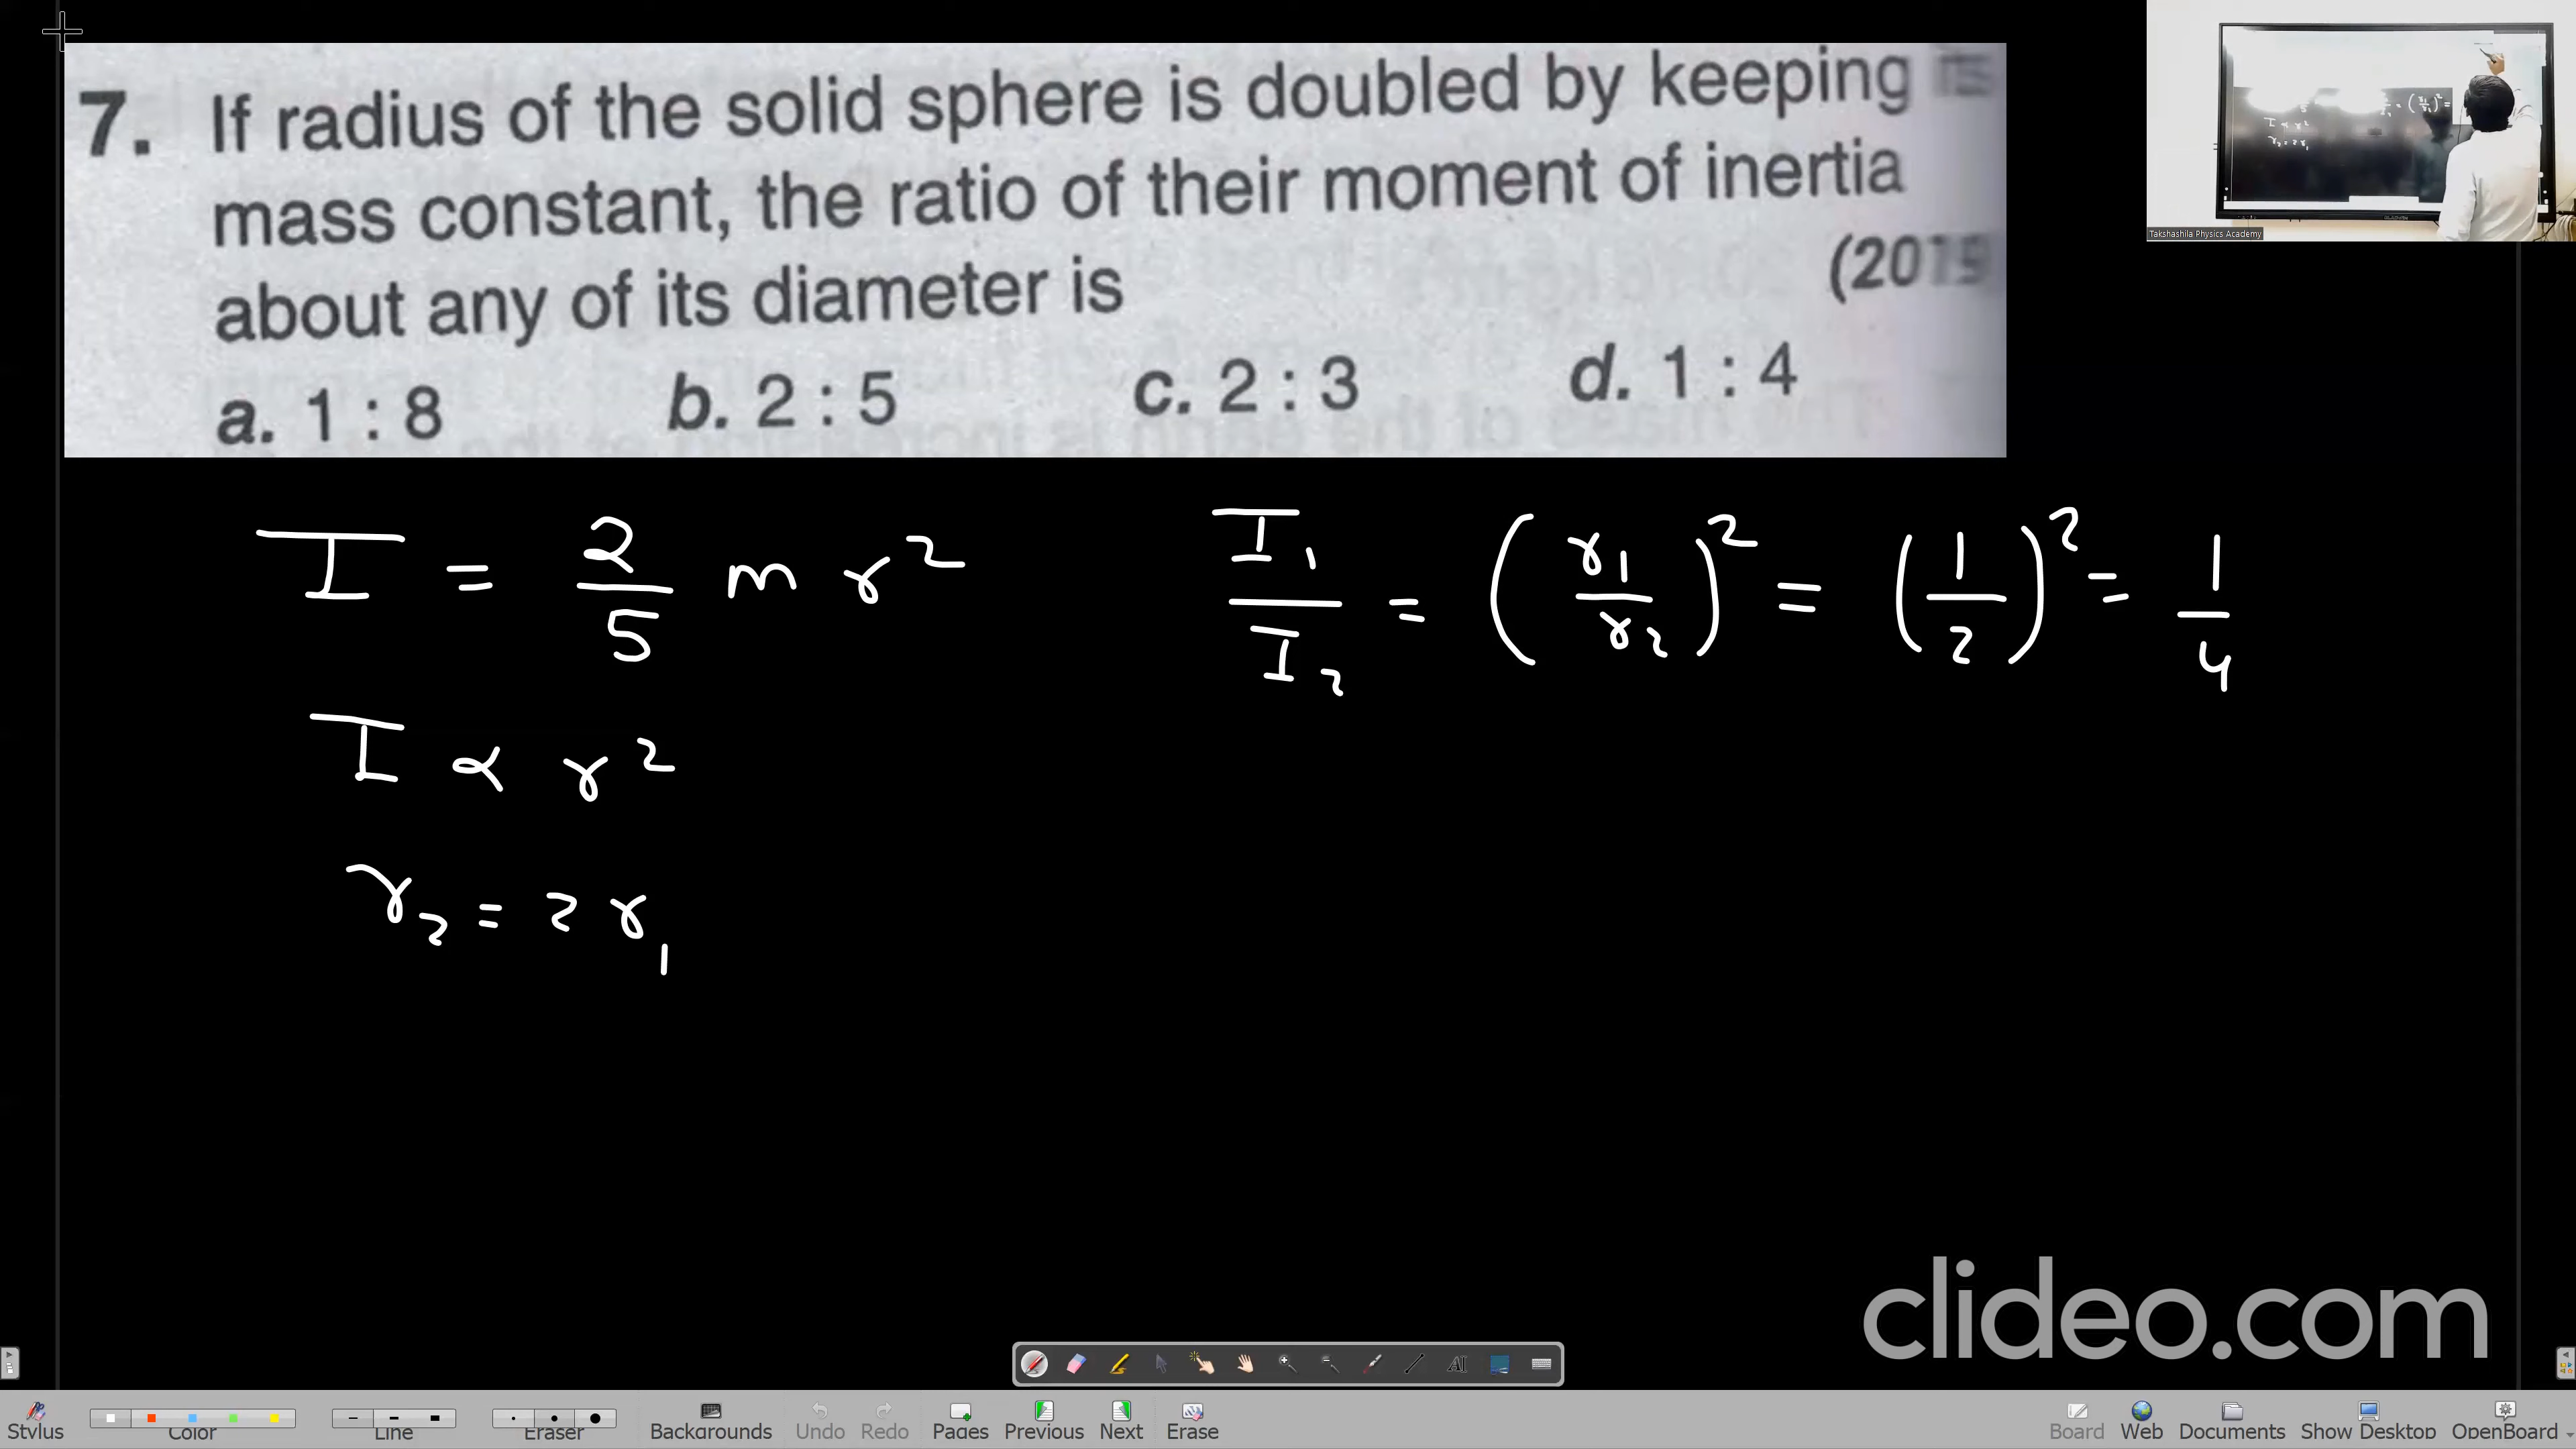 7. If radius of the solid sphere is doubled by keeping is
mass constant, the ratio of their moment of inertia
about any of its diameter is
(2019
a. 1 : 8 b. 2 : 5 c. 2 : 3 d. 1 : 4
I = 2/5 m r²
I ∝ r²
r₂ = 2 r₁
I₁/I₂ = (r₁/r₂)² = (1/2)² = 1/4
Takshashila Physics Academy
clideo.com
AI
Stylus Color Line Eraser Backgrounds Undo Redo Pages Previous Next Erase Board Web Documents Show Desktop OpenBoard